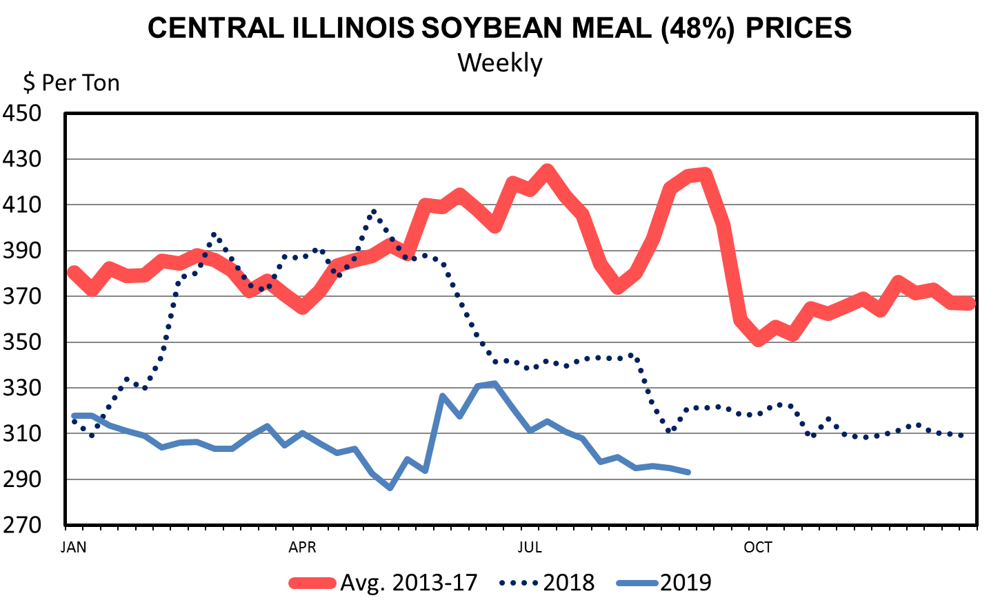 CENTRAL ILLINOIS SOYBEAN MEAL (48%) PRICES
Weekly
$ Per Ton
450
430
410
390
370
350
330
310
290
270
JAN APR JUL OCT
Avg. 2013-17 2018 2019